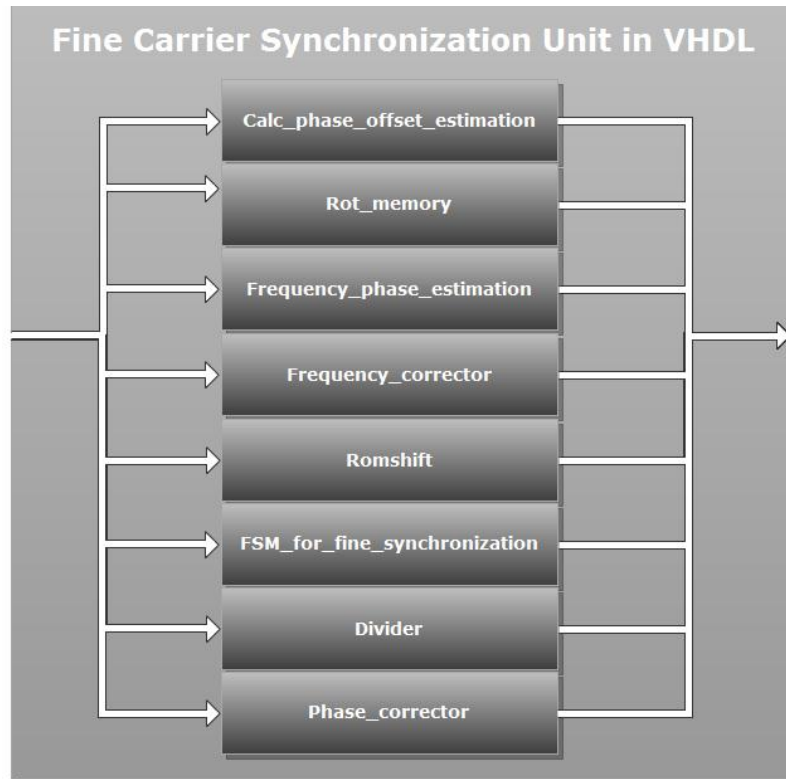 Fine Carrier Synchronization Unit in VHDL
Calc_phase_offset_estimation
Rot_memory
Frequency_phase_estimation
Frequency_corrector
Romshift
FSM_for_fine_synchronization
Divider
Phase_corrector